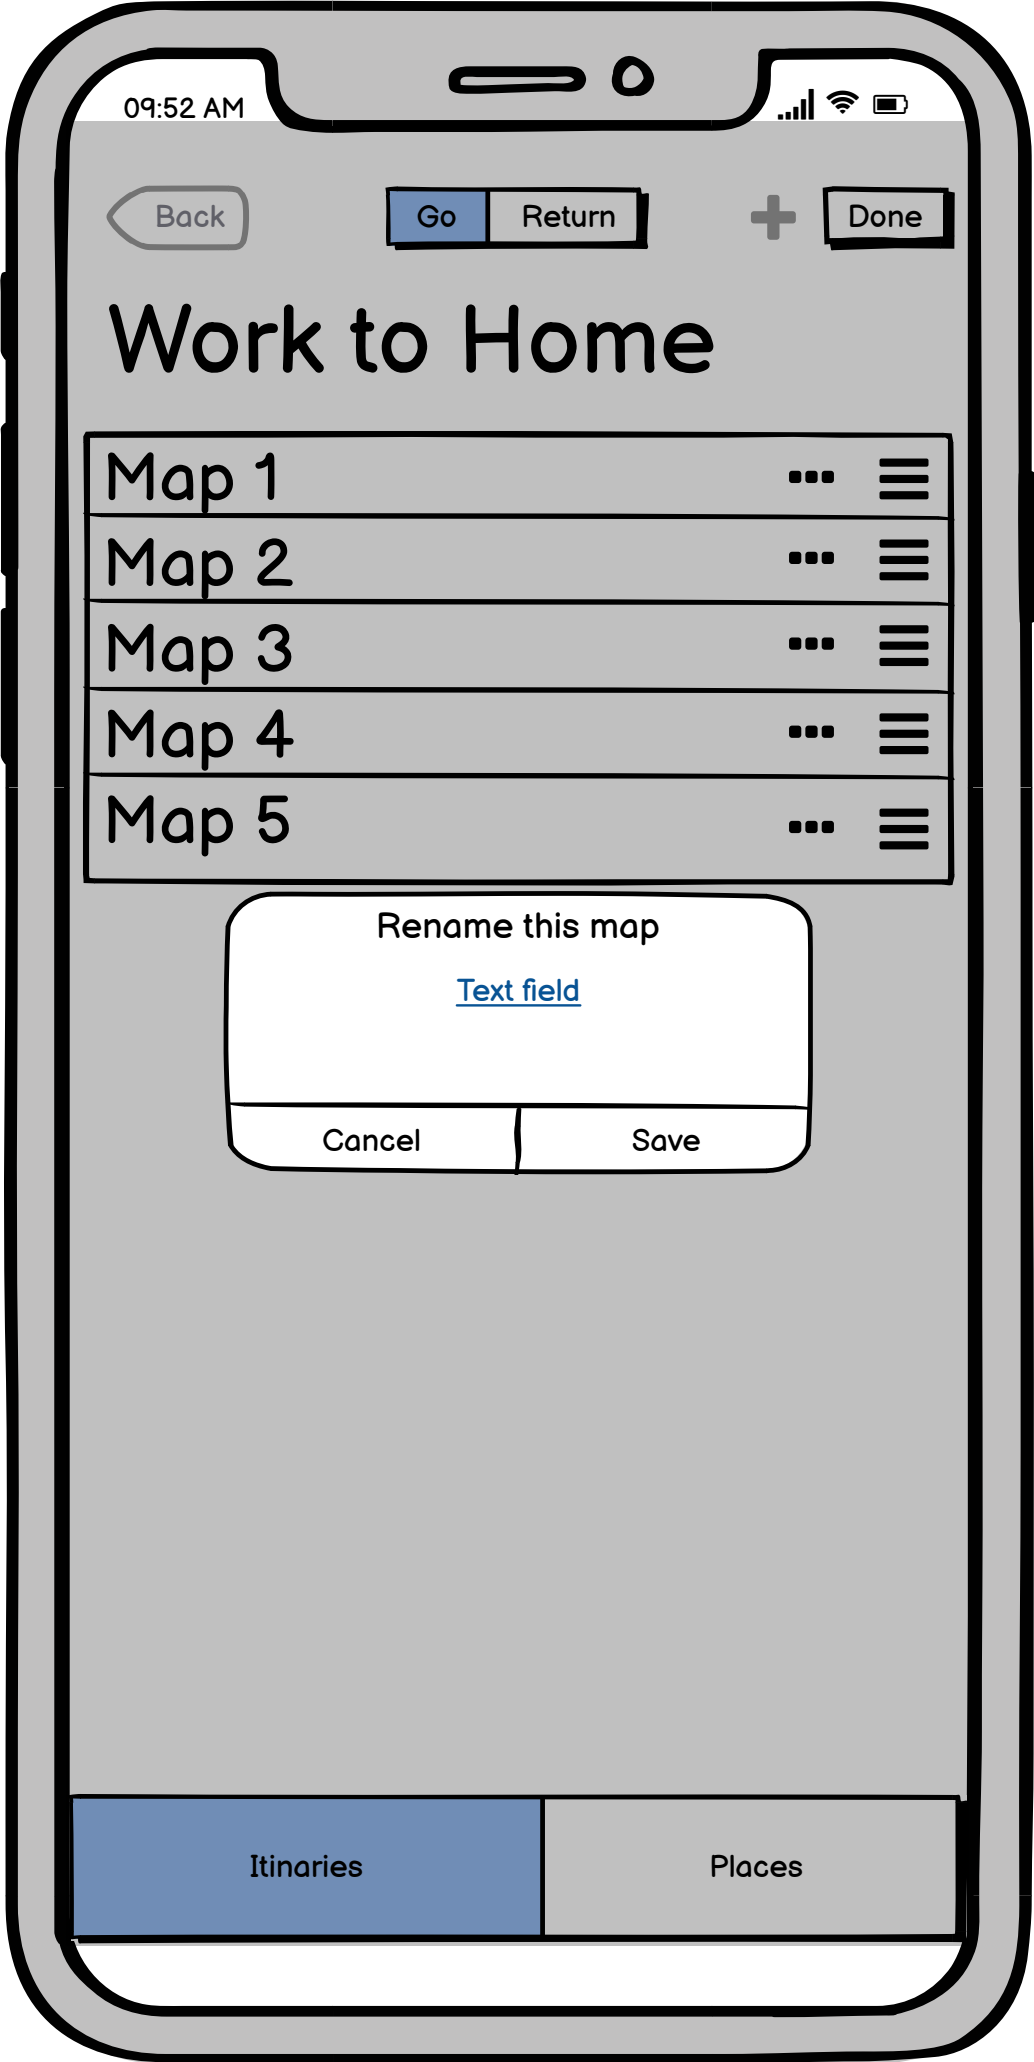 09:52 AM
Back
Go
Return
Done
Work to Home
Map 1
Map 2
Map 3
Map 4
Map 5
Rename this map
Text field
Cancel
Save
Itinaries
Places